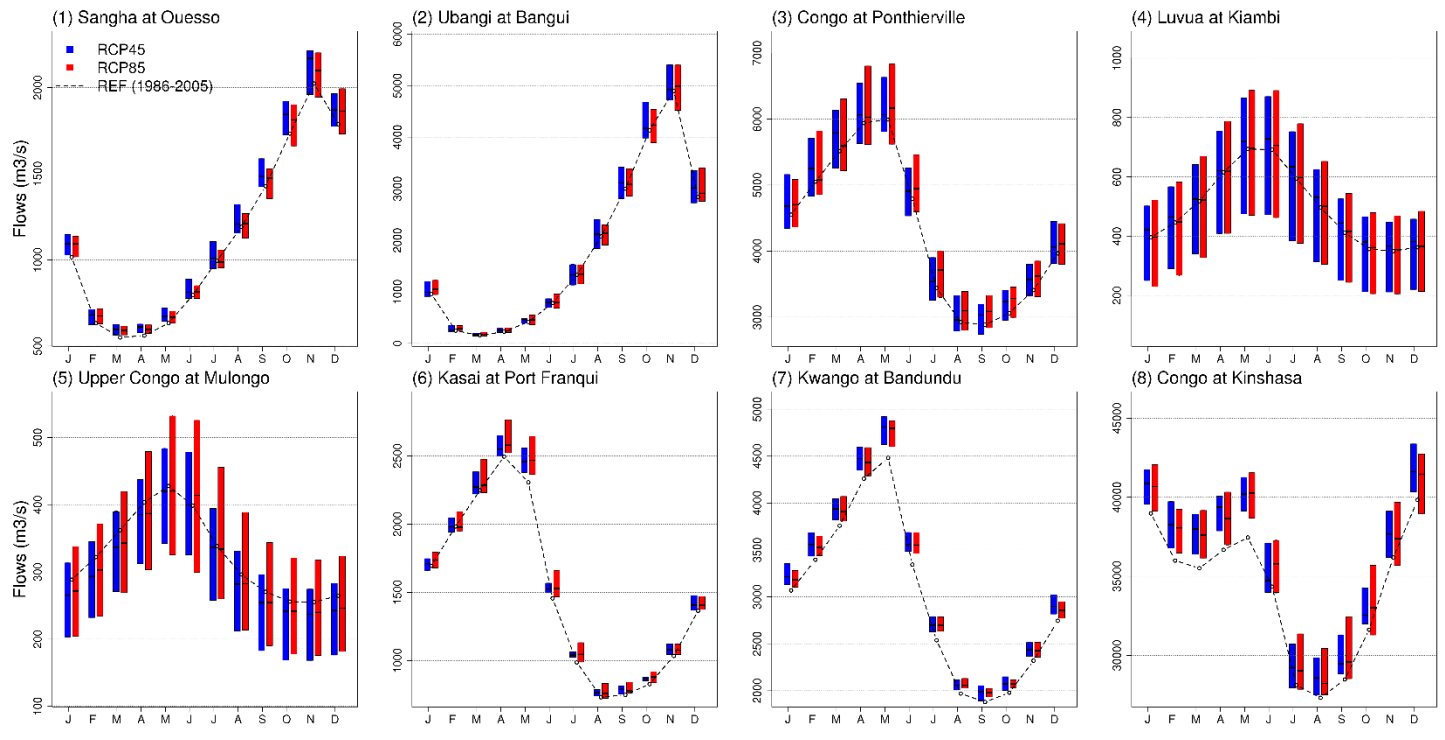 (1) Sangha at Ouesso
RCP45
RCP85
REF (1986-2005)
Flows (m3/s)
500 1000 1500 2000
J F M A M J J A S O N D
(2) Ubangi at Bangui
0 1000 2000 3000 4000 5000 6000
J F M A M J J A S O N D
(3) Congo at Ponthierville
3000 4000 5000 6000 7000
J F M A M J J A S O N D
(4) Luvua at Kiambi
200 400 600 800 1000
J F M A M J J A S O N D
(5) Upper Congo at Mulongo
Flows (m3/s)
100 200 300 400 500
J F M A M J J A S O N D
(6) Kasai at Port Franqui
1000 1500 2000 2500
J F M A M J J A S O N D
(7) Kwango at Bandundu
2000 2500 3000 3500 4000 4500 5000
J F M A M J J A S O N D
(8) Congo at Kinshasa
30000 35000 40000 45000
J F M A M J J A S O N D